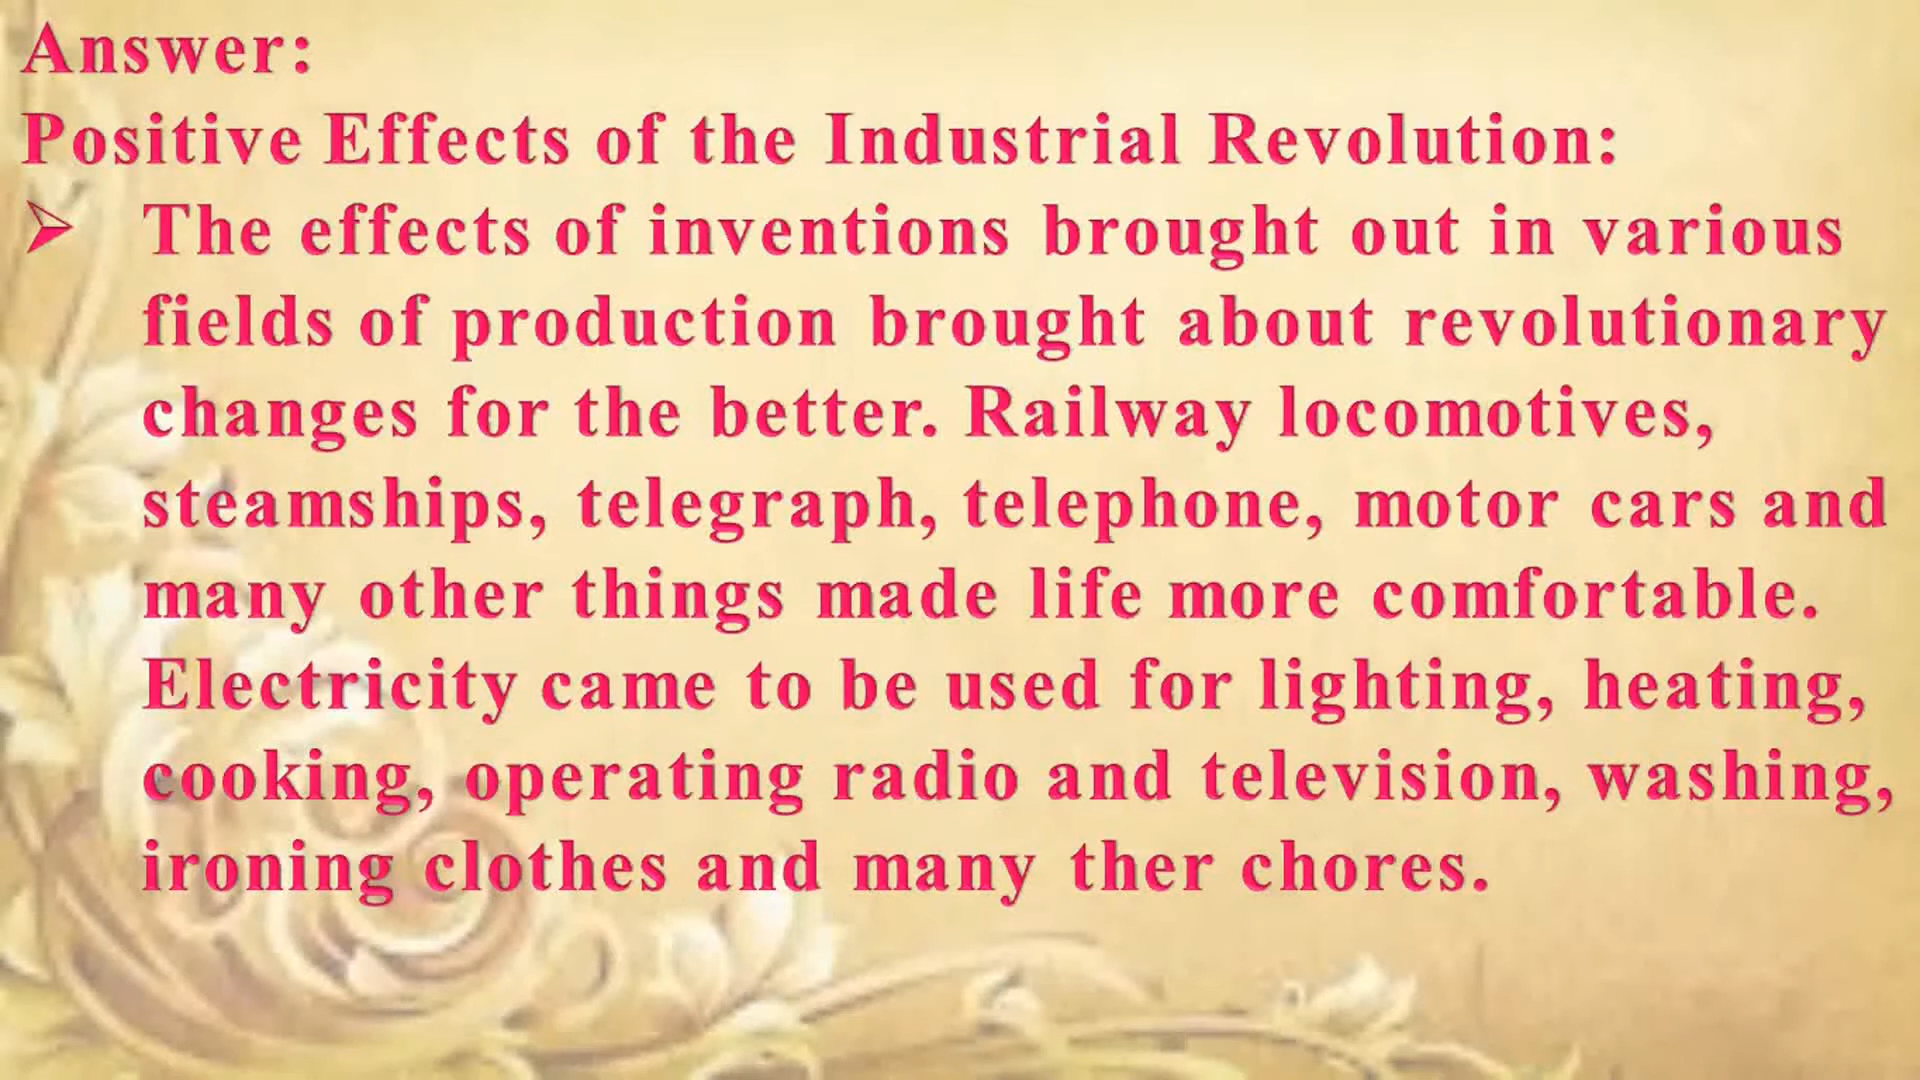 Answer:
Positive Effects of the Industrial Revolution:
➢ The effects of inventions brought out in various
fields of production brought about revolutionary
changes for the better. Railway locomotives,
steamships, telegraph, telephone, motor cars and
many other things made life more comfortable.
Electricity came to be used for lighting, heating,
cooking, operating radio and television, washing,
ironing clothes and many ther chores.